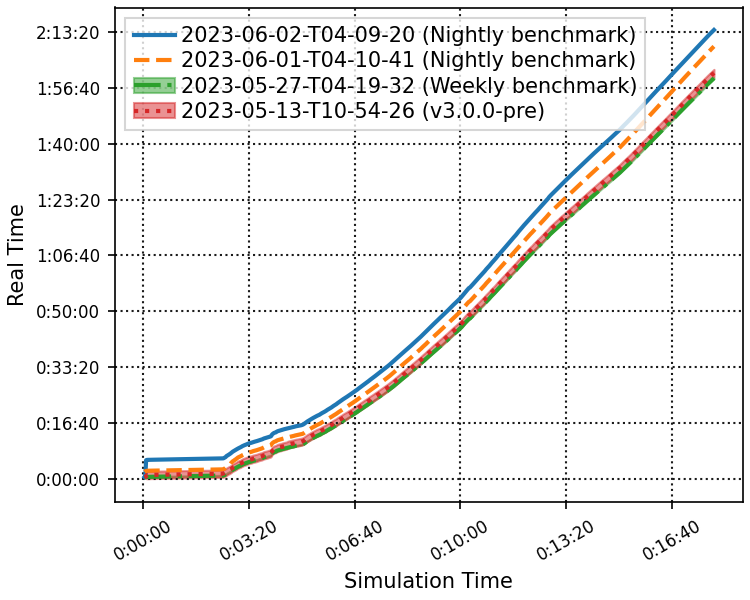 2023-06-02-T04-09-20 (Nightly benchmark)
2023-06-01-T04-10-41 (Nightly benchmark)
2023-05-27-T04-19-32 (Weekly benchmark)
2023-05-13-T10-54-26 (v3.0.0-pre)
2:13:20
1:56:40
1:40:00
1:23:20
1:06:40
0:50:00
0:33:20
0:16:40
0:00:00
Real Time
0:00:00
0:03:20
0:06:40
0:10:00
0:13:20
0:16:40
Simulation Time